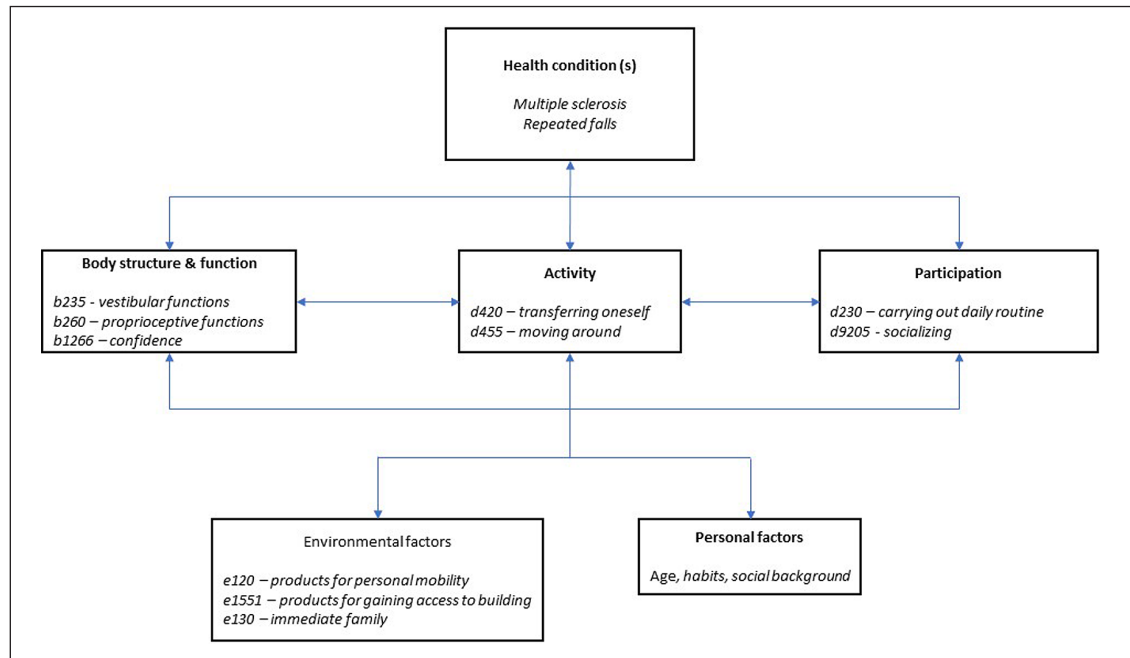 Health condition (s)
Multiple sclerosis
Repeated falls
Body structure & function
b235 - vestibular functions
b260 – proprioceptive functions
b1266 – confidence
Activity
d420 – transferring oneself
d455 – moving around
Participation
d230 – carrying out daily routine
d9205 - socializing
Environmental factors
e120 – products for personal mobility
e1551 – products for gaining access to building
e130 – immediate family
Personal factors
Age, habits, social background